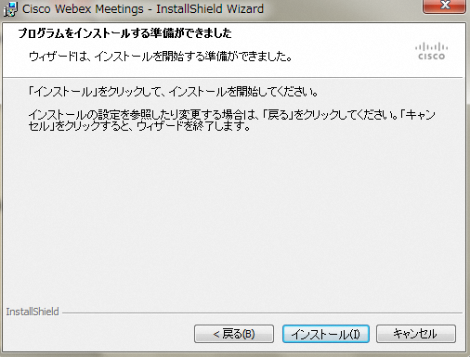 Cisco Webex Meetings - InstallShield Wizard
プログラムをインストールする準備ができました
ウィザードは、インストールを開始する準備ができました。
CISCO
「インストール」をクリックして、インストールを開始してください。
インストールの設定を参照したり変更する場合は、「戻る」をクリックしてください。「キャン
セル」をクリックすると、ウィザードを終了します。
InstallShield
< 戻る(B)
インストール(I)
キャンセル